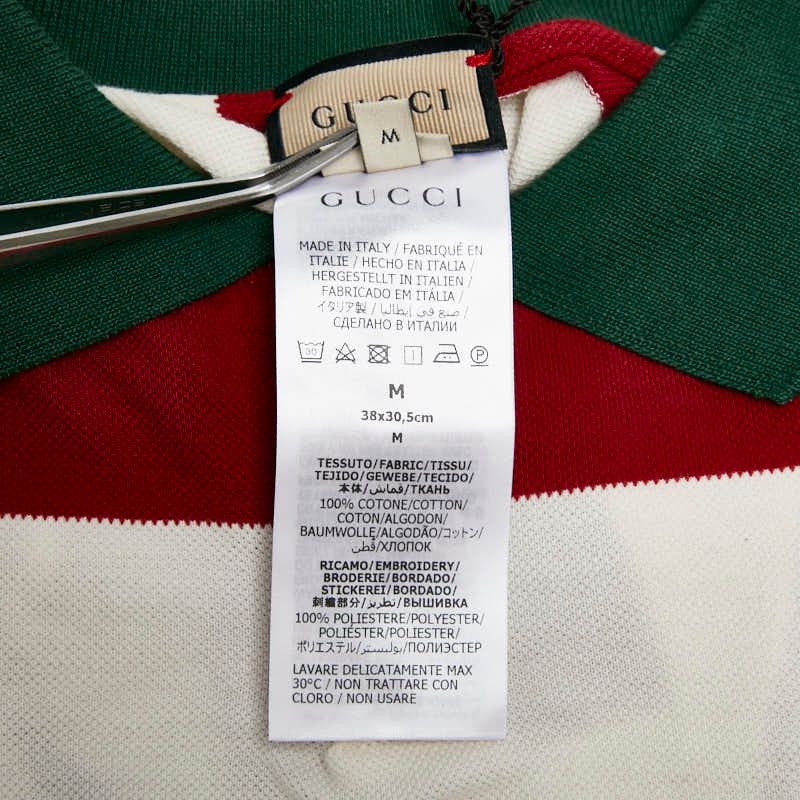 GUCCI
M
GUCCI
MADE IN ITALY / FABRIQUÉ EN
ITALIE / HECHO EN ITALIA /
HERGESTELLT IN ITALIEN /
FABRICADO EM ITÁLIA /
イタリア製 / صنع في إيطاليا /
СДЕЛАНО В ИТАЛИИ
30
P
M
38x30,5cm
M
TESSUTO/FABRIC/TISSU/
TEJIDO/GEWEBE/TECIDO/
本体/قماش/ТКАНЬ
100% COTONE/COTTON/
COTON/ALGODON/
BAUMWOLLE/ALGODÃO/コットン/
قطن/ХЛОПОК
RICAMO/EMBROIDERY/
BRODERIE/BORDADO/
STICKEREI/BORDADO/
刺繍部分/تطريز/ВЫШИВКА
100% POLIESTERE/POLYESTER/
POLIÉSTER/POLIESTER/
ポリエステル/بوليستر/ПОЛИЭСТЕР
LAVARE DELICATAMENTE MAX
30°C / NON TRATTARE CON
CLORO / NON USARE